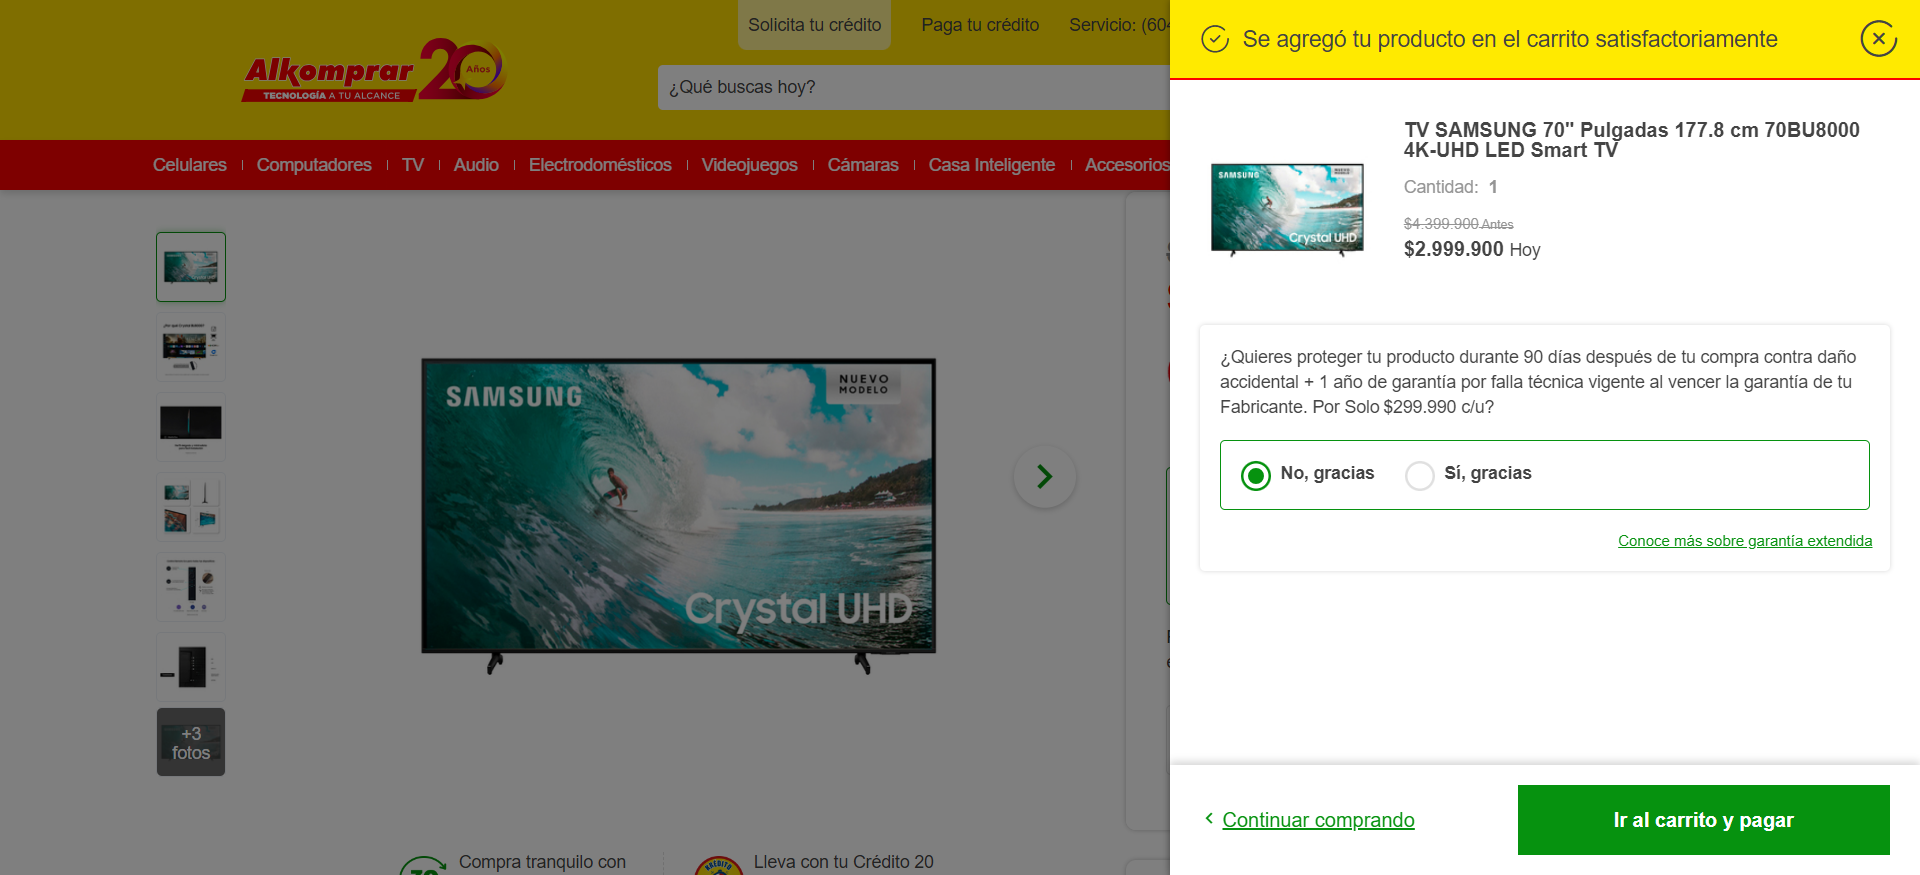 Solicita tu crédito
Paga tu crédito
Servicio: (604
Alkomprar
20
Años
TECNOLOGÍA A TU ALCANCE
¿Qué buscas hoy?
Celulares
Computadores
TV
Audio
Electrodomésticos
Videojuegos
Cámaras
Casa Inteligente
Accesorios
SAMSUNG
NUEVO
MODELO
Crystal UHD
+3
fotos
Compra tranquilo con
KREDITO
Lleva con tu Crédito 20
Se agregó tu producto en el carrito satisfactoriamente
SAMSUNG
Crystal UHD
TV SAMSUNG 70" Pulgadas 177.8 cm 70BU8000
4K-UHD LED Smart TV
Cantidad: 1
$4.399.900 Antes
$2.999.900 Hoy
¿Quieres proteger tu producto durante 90 días después de tu compra contra daño
accidental + 1 año de garantía por falla técnica vigente al vencer la garantía de tu
Fabricante. Por Solo $299.990 c/u?
No, gracias
Sí, gracias
Conoce más sobre garantía extendida
Continuar comprando
Ir al carrito y pagar